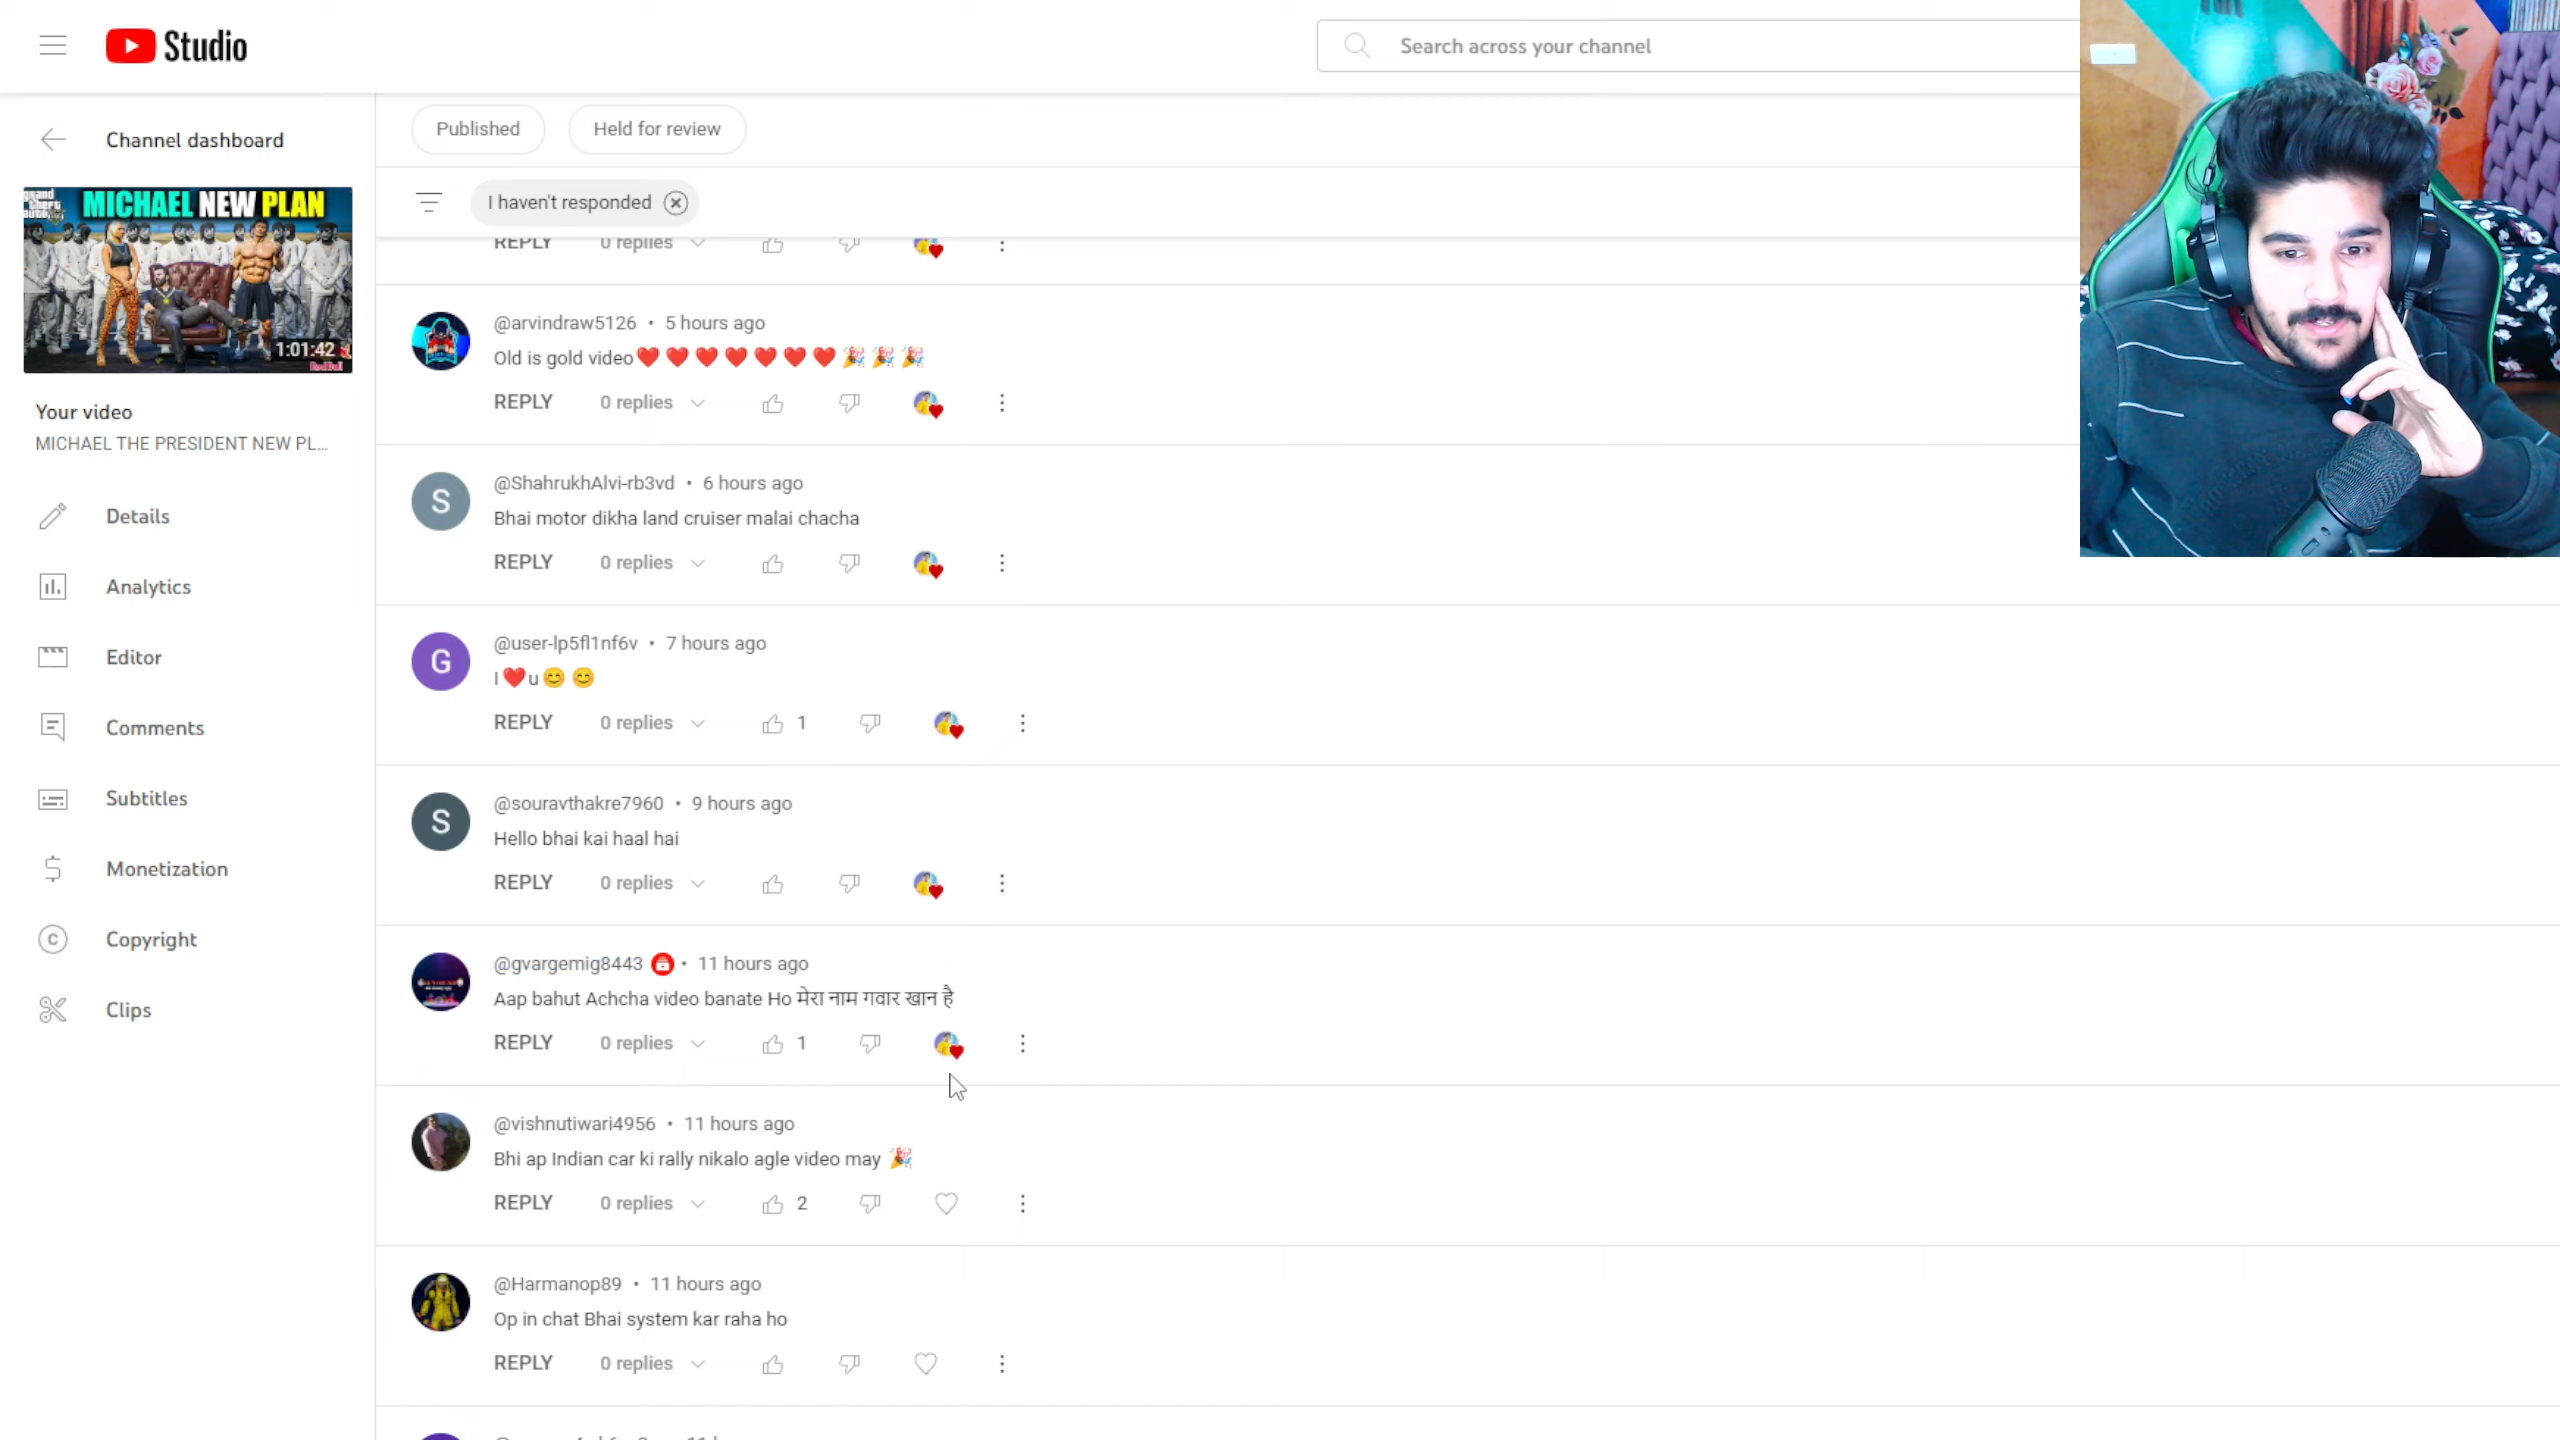 Studio
Search across your channel
Channel dashboard
Published
Held for review
I haven't responded
MICHAEL NEW PLAN
1:01:42
Your video
MICHAEL THE PRESIDENT NEW PL...
Details
Analytics
Editor
Comments
Subtitles
Monetization
Copyright
Clips
REPLY 0 replies
@arvindraw5126 • 5 hours ago
Old is gold video❤️❤️❤️❤️❤️❤️❤️🎉🎉🎉
REPLY 0 replies
@ShahrukhAlvi-rb3vd • 6 hours ago
Bhai motor dikha land cruiser malai chacha
REPLY 0 replies
@user-lp5fl1nf6v • 7 hours ago
I❤️u😊😊
REPLY 0 replies 1
@souravthakre7960 • 9 hours ago
Hello bhai kai haal hai
REPLY 0 replies
@gvargemig8443 • 11 hours ago
Aap bahut Achcha video banate Ho मेरा नाम गवार खान है
REPLY 0 replies 1
@vishnutiwari4956 • 11 hours ago
Bhi ap Indian car ki rally nikalo agle video may 🎉
REPLY 0 replies 2
@Harmanop89 • 11 hours ago
Op in chat Bhai system kar raha ho
REPLY 0 replies